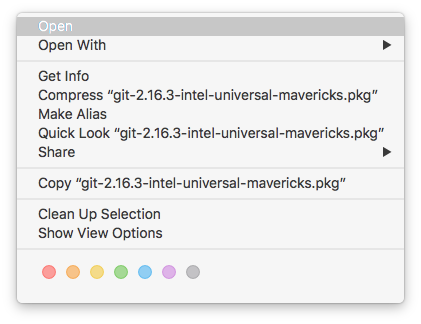 Open
Open With
Get Info
Compress “git-2.16.3-intel-universal-mavericks.pkg”
Make Alias
Quick Look “git-2.16.3-intel-universal-mavericks.pkg”
Share
Copy “git-2.16.3-intel-universal-mavericks.pkg”
Clean Up Selection
Show View Options